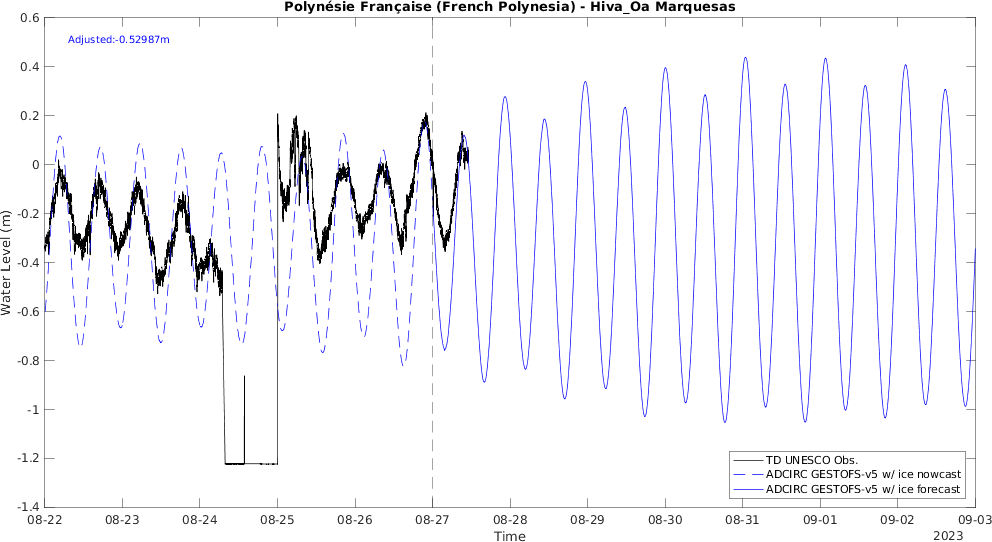 Polynésie Française (French Polynesia) - Hiva_Oa Marquesas
Adjusted:-0.52987m
0.6
0.4
0.2
0
-0.2
-0.4
-0.6
-0.8
-1
-1.2
-1.4
Water Level (m)
TD UNESCO Obs.
ADCIRC GESTOFS-v5 w/ ice nowcast
ADCIRC GESTOFS-v5 w/ ice forecast
08-22 08-23 08-24 08-25 08-26 08-27 08-28 08-29 08-30 08-31 09-01 09-02 09-03
Time
2023